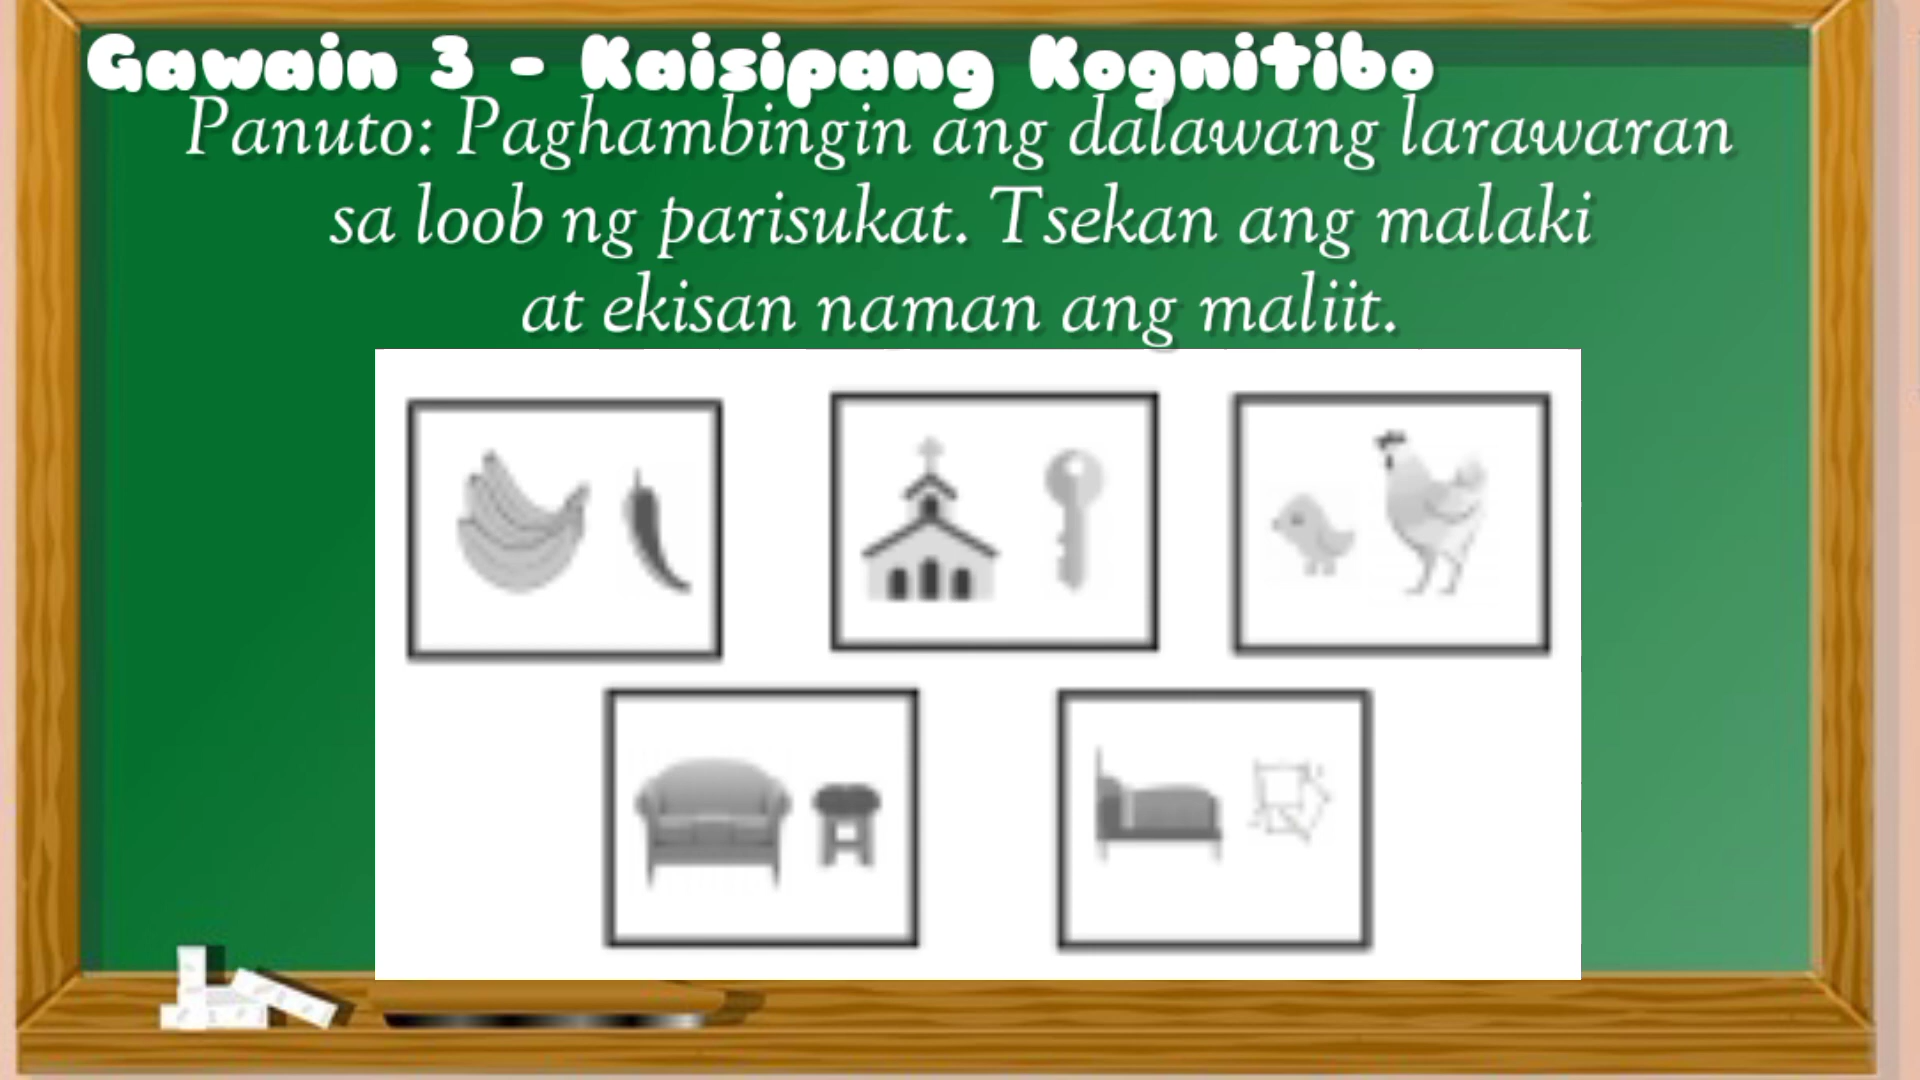 Gawain 3 - Kaisipang Kognitibo
Panuto: Paghambingin ang dalawang larawaran
sa loob ng parisukat. Tsekan ang malaki
at ekisan naman ang maliit.